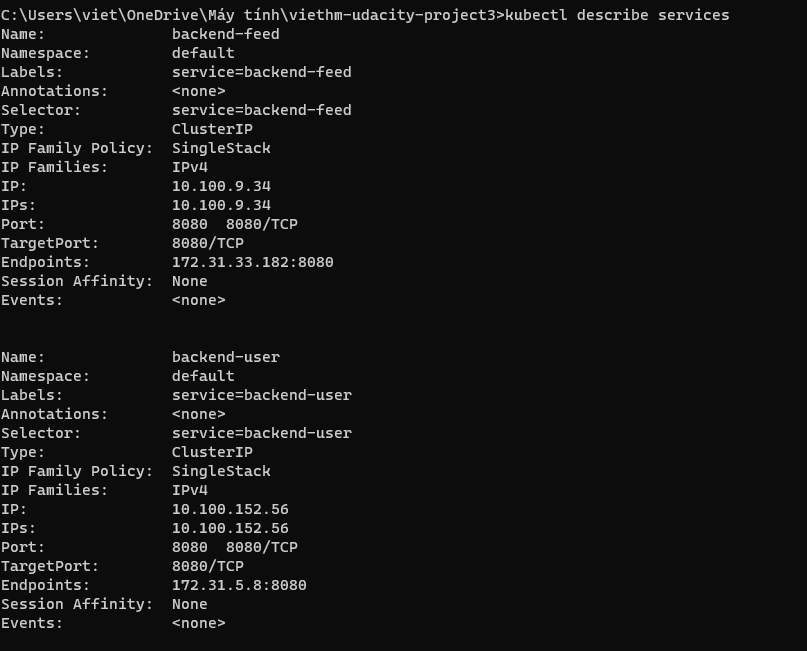 C:\Users\viet\OneDrive\Máy tính\viethm-udacity-project3>kubectl describe services
Name:              backend-feed
Namespace:         default
Labels:            service=backend-feed
Annotations:       <none>
Selector:          service=backend-feed
Type:              ClusterIP
IP Family Policy:  SingleStack
IP Families:       IPv4
IP:                10.100.9.34
IPs:               10.100.9.34
Port:              8080  8080/TCP
TargetPort:        8080/TCP
Endpoints:         172.31.33.182:8080
Session Affinity:  None
Events:            <none>
Name:              backend-user
Namespace:         default
Labels:            service=backend-user
Annotations:       <none>
Selector:          service=backend-user
Type:              ClusterIP
IP Family Policy:  SingleStack
IP Families:       IPv4
IP:                10.100.152.56
IPs:               10.100.152.56
Port:              8080  8080/TCP
TargetPort:        8080/TCP
Endpoints:         172.31.5.8:8080
Session Affinity:  None
Events:            <none>